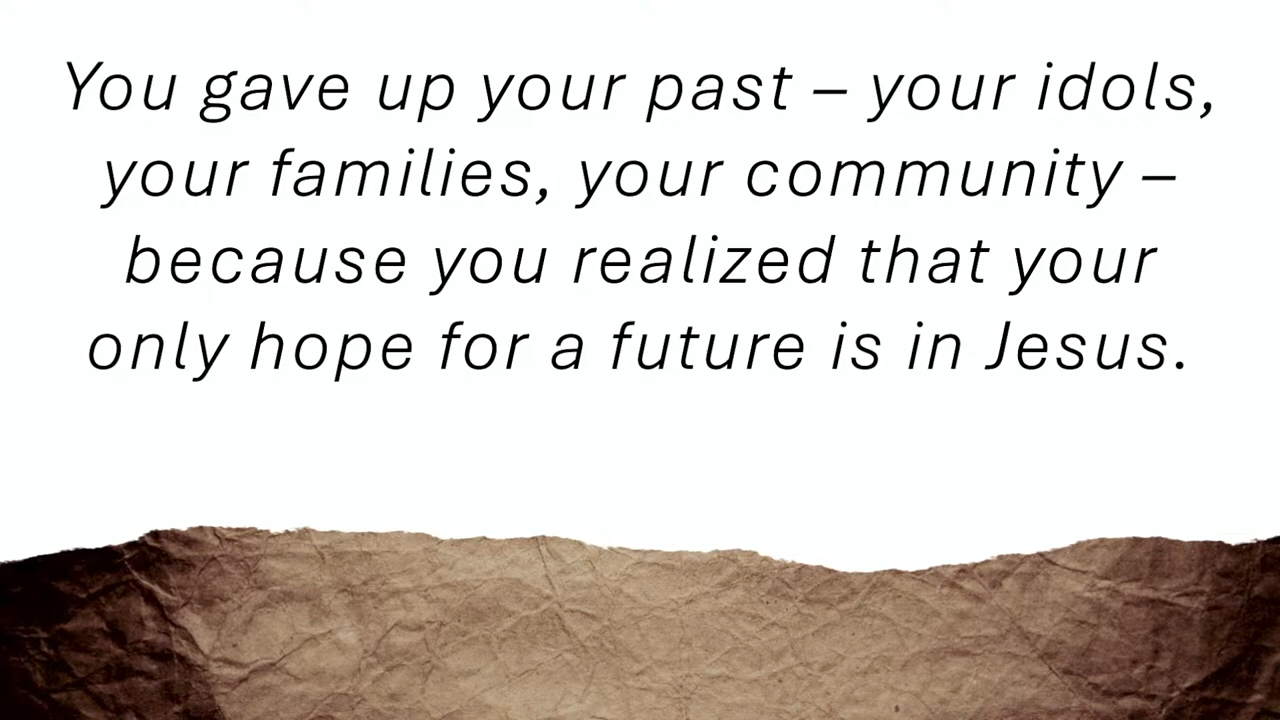 You gave up your past – your idols,
your families, your community –
because you realized that your
only hope for a future is in Jesus.